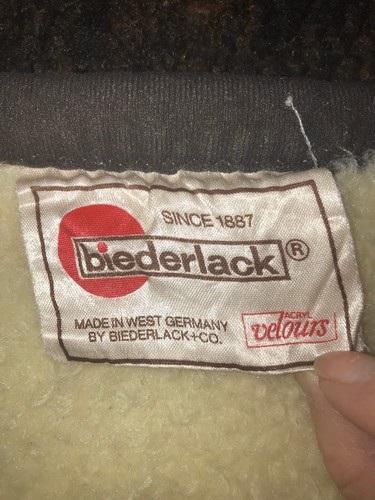 SINCE 1887
biederlack®
MADE IN WEST GERMANY
BY BIEDERLACK+CO.
ACRYL
velours